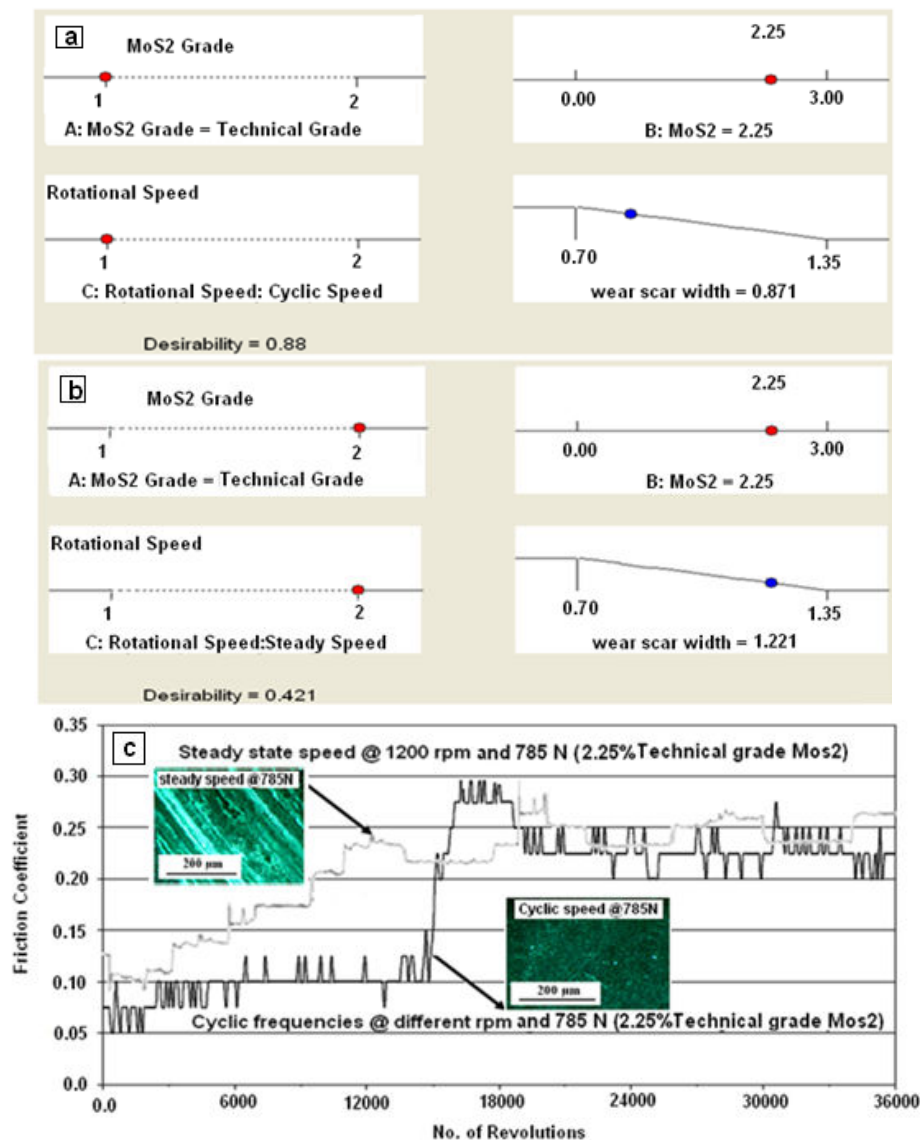 a
MoS2 Grade
1 2
A: MoS2 Grade = Technical Grade
2.25
0.00 3.00
B: MoS2 = 2.25
Rotational Speed
1 2
C: Rotational Speed: Cyclic Speed
0.70 1.35
wear scar width = 0.871
Desirability = 0.88
b
MoS2 Grade
1 2
A: MoS2 Grade = Technical Grade
2.25
0.00 3.00
B: MoS2 = 2.25
Rotational Speed
1 2
C: Rotational Speed:Steady Speed
0.70 1.35
wear scar width = 1.221
Desirability = 0.421
c
Steady state speed @ 1200 rpm and 785 N (2.25%Technical grade Mos2)
steady speed @785N
200 µm
Cyclic speed @785N
200 µm
Cyclic frequencies @ different rpm and 785 N (2.25%Technical grade Mos2)
Friction Coefficient
0.35
0.30
0.25
0.20
0.15
0.10
0.05
0.0
0.0 6000 12000 18000 24000 30000 36000
No. of Revolutions